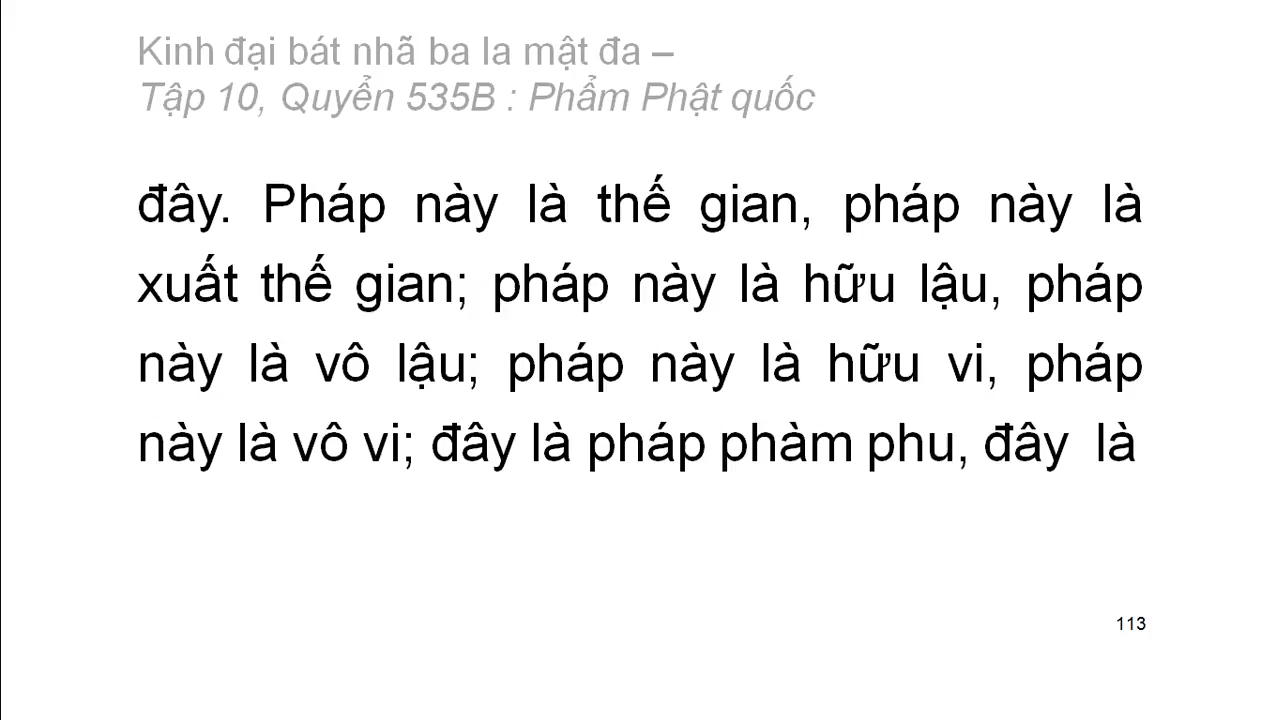 Kinh đại bát nhã ba la mật đa –
Tập 10, Quyển 535B : Phẩm Phật quốc
đây. Pháp này là thế gian, pháp này là
xuất thế gian; pháp này là hữu lậu, pháp
này là vô lậu; pháp này là hữu vi, pháp
này là vô vi; đây là pháp phàm phu, đây là
113